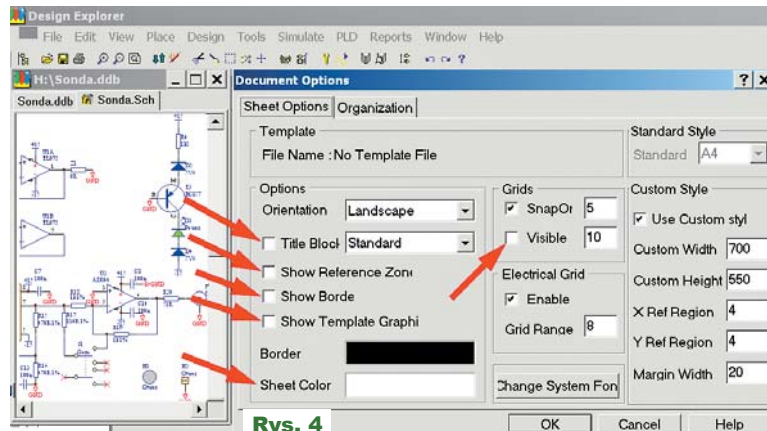 Design Explorer
File Edit View Place Design Tools Simulate PLD Reports Window Help
H:\Sonda.ddb
Sonda.ddb Sonda.Sch
Document Options
Sheet Options Organization
Template
File Name :No Template File
Standard Style
Standard A4
Options
Orientation Landscape
Title Block Standard
Show Reference Zone
Show Borde
Show Template Graphi
Border
Sheet Color
Grids
SnapOr 5
Visible 10
Electrical Grid
Enable
Grid Range 8
Change System Fon
Custom Style
Use Custom styl
Custom Width 700
Custom Height 550
X Ref Region 4
Y Ref Region 4
Margin Width 20
OK Cancel Help
Rys. 4